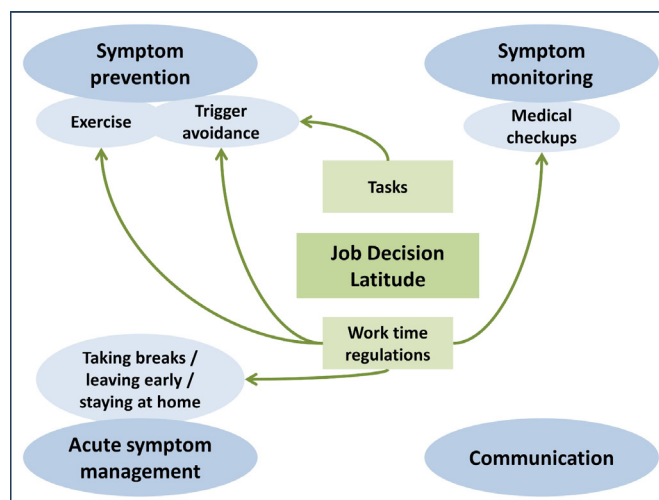 Symptom
prevention
Symptom
monitoring
Exercise
Trigger
avoidance
Medical
checkups
Tasks
Job Decision
Latitude
Work time
regulations
Taking breaks /
leaving early /
staying at home
Acute symptom
management
Communication